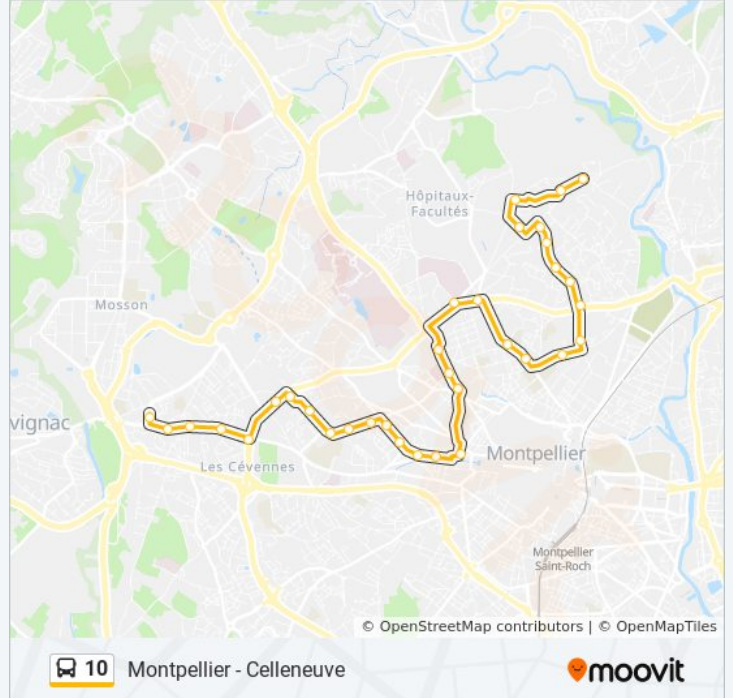 Hôpitaux-
Facultés
Mosson
vignac
Les Cévennes
Montpellier
Montpellier
Saint-Roch
© OpenStreetMap contributors | © OpenMapTiles
10 Montpellier - Celleneuve
moovit